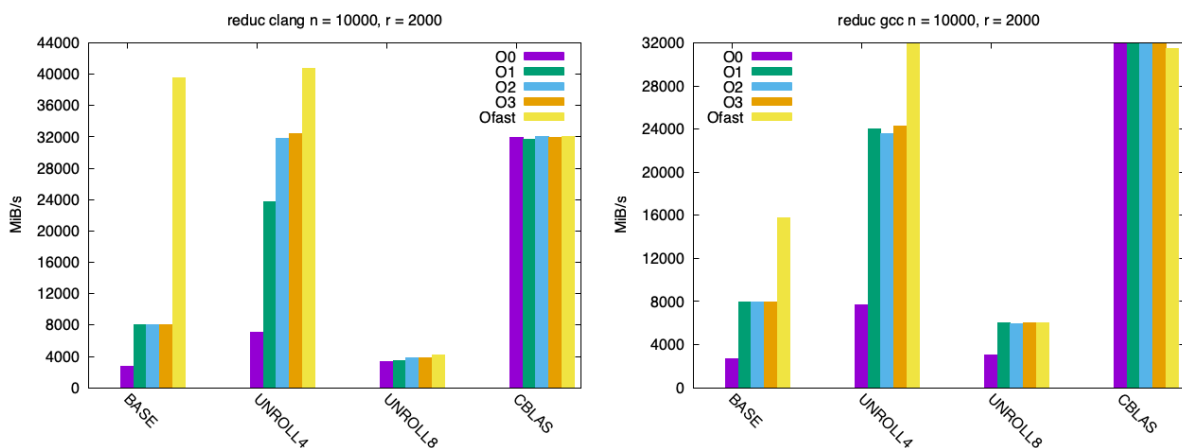 reduc clang n = 10000, r = 2000
44000
40000
36000
32000
28000
24000
20000
16000
12000
8000
4000
0
MiB/s
O0
O1
O2
O3
Ofast
BASE
UNROLL4
UNROLL8
CBLAS
reduc gcc n = 10000, r = 2000
32000
28000
24000
20000
16000
12000
8000
4000
0
MiB/s
O0
O1
O2
O3
Ofast
BASE
UNROLL4
UNROLL8
CBLAS